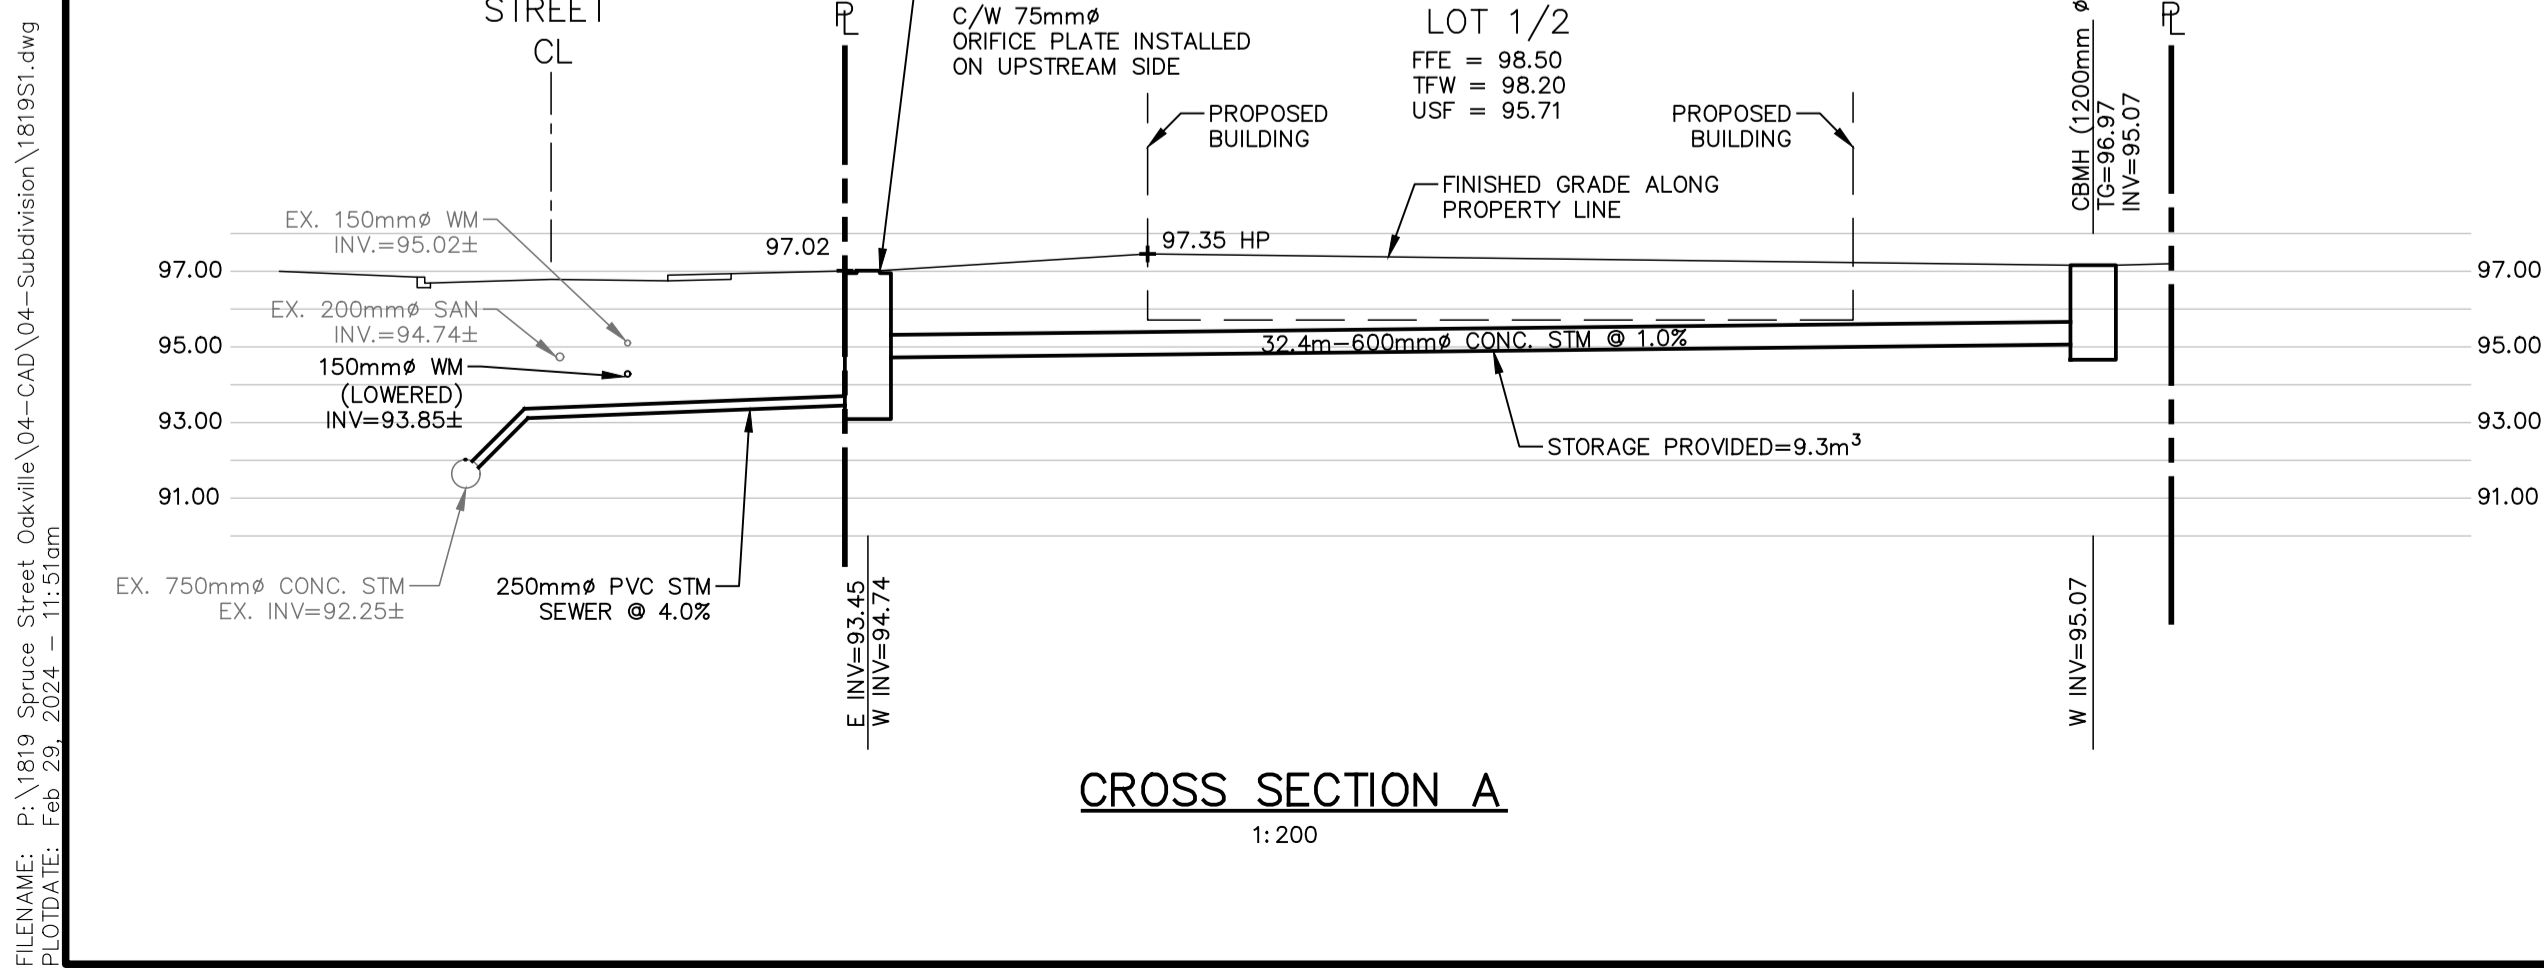 STREET
CL
PL
C/W 75mmø
ORIFICE PLATE INSTALLED
ON UPSTREAM SIDE
LOT 1/2
FFE = 98.50
TFW = 98.20
USF = 95.71
PROPOSED
BUILDING
PROPOSED
BUILDING
CBMH (1200mm ø
TG=96.97
INV=95.07
PL
FINISHED GRADE ALONG
PROPERTY LINE
EX. 150mmø WM
INV.=95.02±
97.02
97.35 HP
97.00
97.00
EX. 200mmø SAN
INV.=94.74±
95.00
95.00
32.4m-600mmø CONC. STM @ 1.0%
150mmø WM
(LOWERED)
INV=93.85±
93.00
93.00
STORAGE PROVIDED=9.3m³
91.00
91.00
EX. 750mmø CONC. STM
EX. INV=92.25±
250mmø PVC STM
SEWER @ 4.0%
E INV=93.45
W INV=94.74
W INV=95.07
CROSS SECTION A
1:200
FILENAME: P:\1819 Spruce Street Oakville\04-CAD\04-Subdivision\1819S1.dwg
PLOTDATE: Feb 29, 2024 - 11:51am